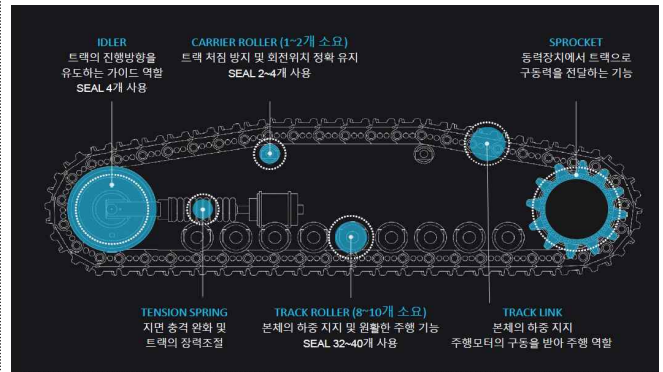 IDLER
트랙의 진행방향을
유도하는 가이드 역할
SEAL 4개 사용
CARRIER ROLLER (1~2개 소요)
트랙 처짐 방지 및 회전위치 정확 유지
SEAL 2~4개 사용
SPROCKET
동력장치에서 트랙으로
구동력을 전달하는 기능
TENSION SPRING
지면 충격 완화 및
트랙의 장력조절
TRACK ROLLER (8~10개 소요)
본체의 하중 지지 및 원활한 주행 기능
SEAL 32~40개 사용
TRACK LINK
본체의 하중 지지
주행모터의 구동을 받아 주행 역할